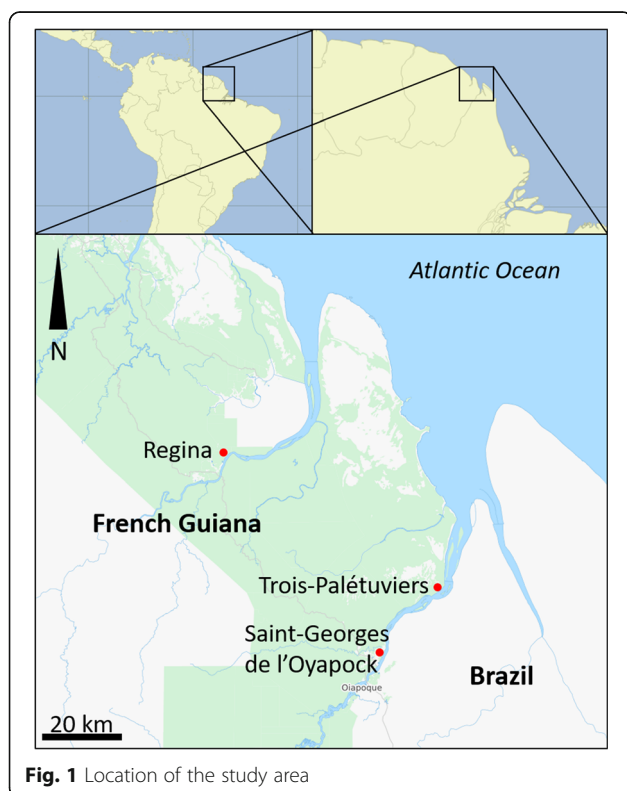 Atlantic Ocean
N
Regina
French Guiana
Trois-Palétuviers
Saint-Georges
de l'Oyapock
Oiapoque
Brazil
20 km
Fig. 1 Location of the study area